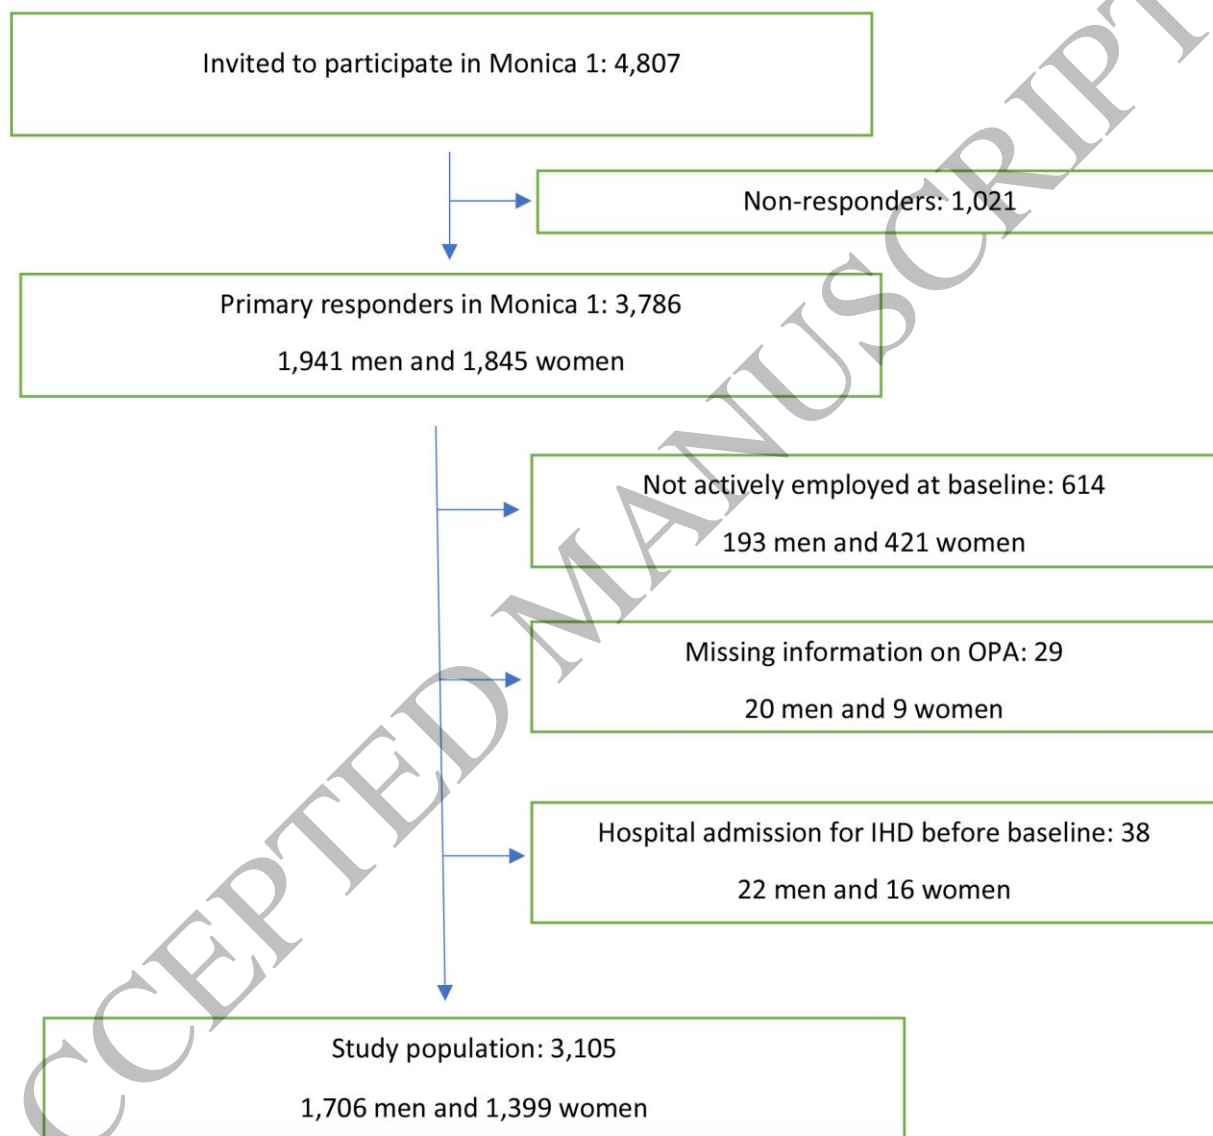 Invited to participate in Monica 1: 4,807
Non-responders: 1,021
Primary responders in Monica 1: 3,786
1,941 men and 1,845 women
Not actively employed at baseline: 614
193 men and 421 women
Missing information on OPA: 29
20 men and 9 women
Hospital admission for IHD before baseline: 38
22 men and 16 women
Study population: 3,105
1,706 men and 1,399 women
CCEPTED MANUSCRIPT